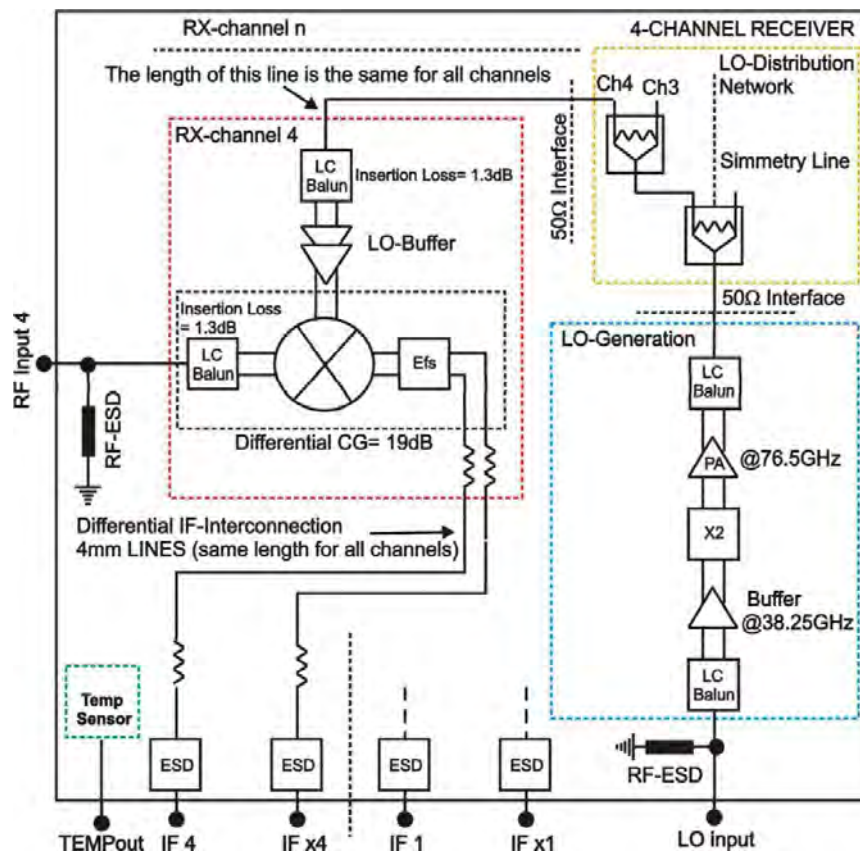 RX-channel n
4-CHANNEL RECEIVER
The length of this line is the same for all channels
LO-Distribution
Network
Ch4
Ch3
RX-channel 4
LC
Balun
Insertion Loss= 1.3dB
50Ω Interface
Simmetry Line
LO-Buffer
Insertion Loss
= 1.3dB
50Ω Interface
LO-Generation
RF Input 4
LC
Balun
Efs
LC
Balun
RF-ESD
Differential CG= 19dB
PA
@76.5GHz
Differential IF-Interconnection
4mm LINES (same length for all channels)
X2
Buffer
@38.25GHz
LC
Balun
Temp
Sensor
ESD
ESD
ESD
ESD
RF-ESD
TEMPout
IF 4
IF x4
IF 1
IF x1
LO input